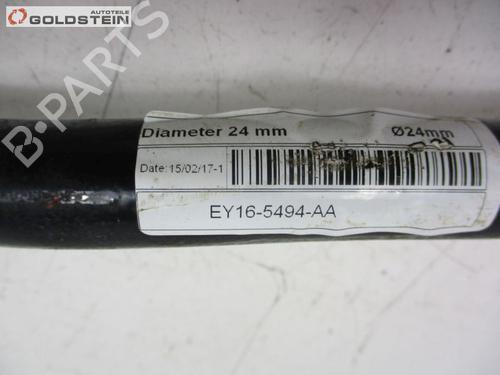 AUTOTEILE
GOLDSTEIN
B-PARTS
Diameter 24 mm
Ø24mm
Date: 15/02/17-1
EY16-5494-AA